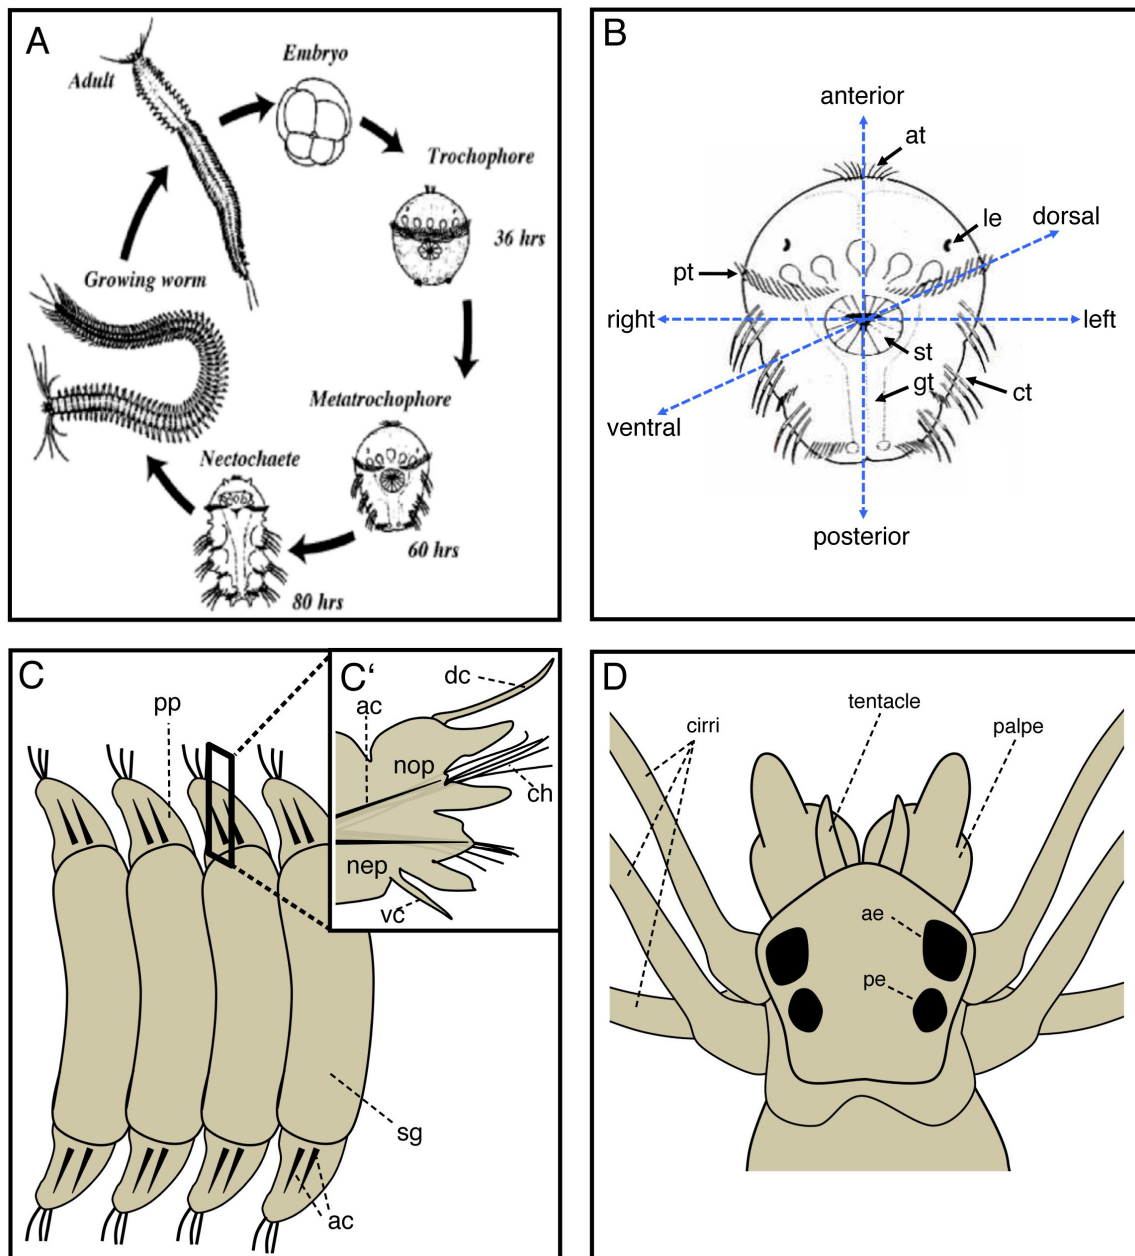 A
Adult
Embryo
Trochophore
36 hrs
Growing worm
Metatrochophore
Nectochaete
60 hrs
80 hrs
B
anterior
at
le
dorsal
pt
right
left
st
gt
ct
ventral
posterior
C
pp
sg
ac
C'
dc
ac
nop
ch
nep
vc
D
cirri
tentacle
palpe
ae
pe